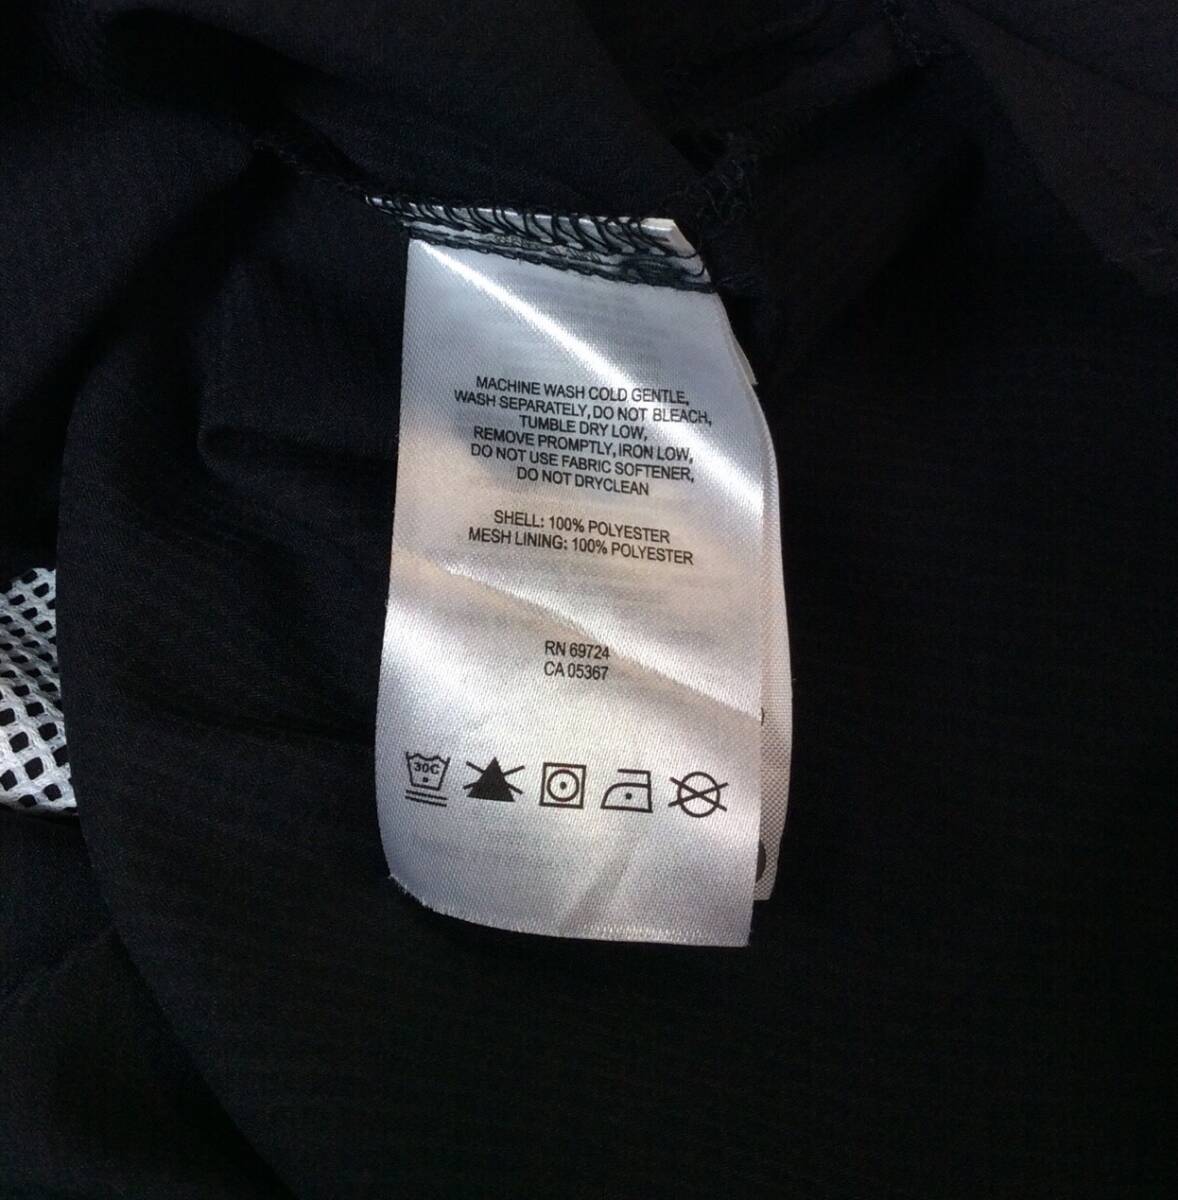 MACHINE WASH COLD GENTLE,
WASH SEPARATELY, DO NOT BLEACH,
TUMBLE DRY LOW,
REMOVE PROMPTLY, IRON LOW,
DO NOT USE FABRIC SOFTENER,
DO NOT DRYCLEAN
SHELL: 100% POLYESTER
MESH LINING: 100% POLYESTER
RN 69724
CA 05367
30C